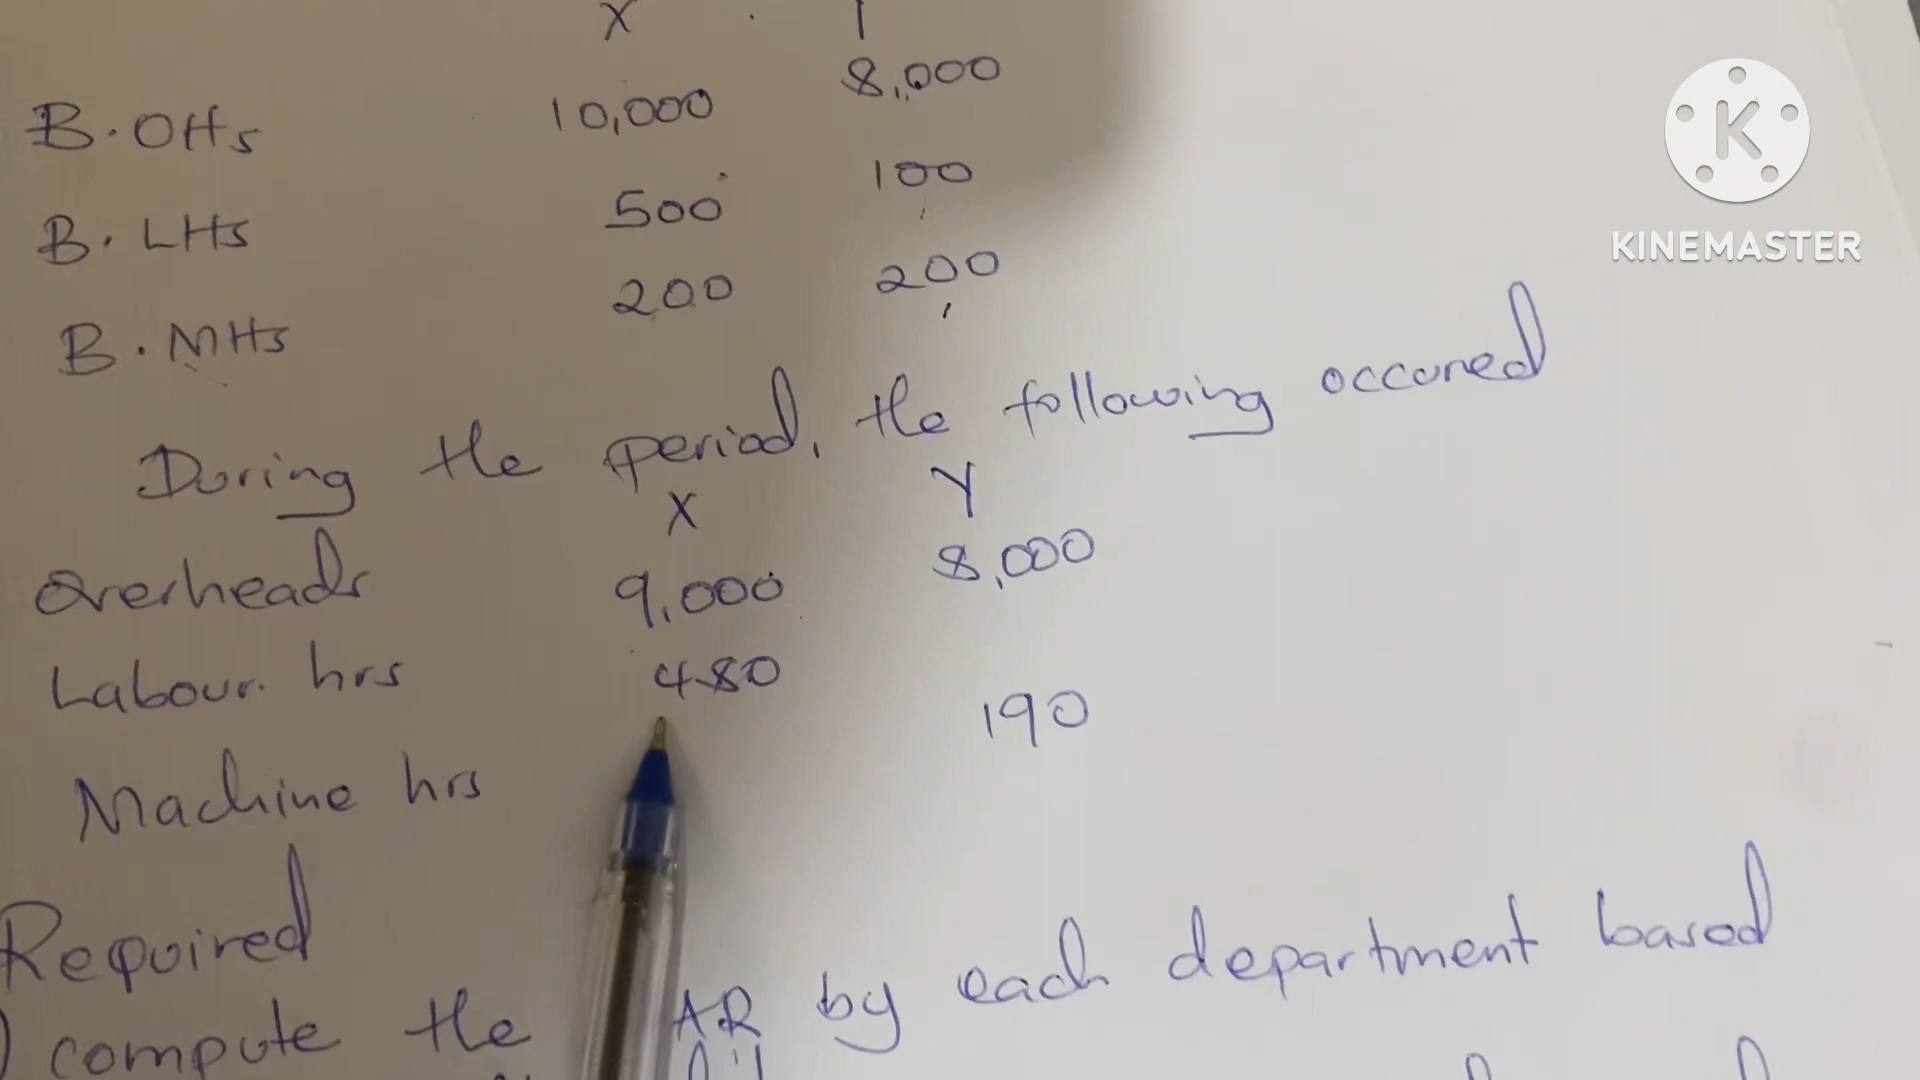 X Y
B.OHs 10,000 8,000
B. LHs 500 100
B. MHs 200 200
During the period, the following occured
X Y
Overheads 9,000 8,000
Labour hrs 480
Machine hrs 190
Required
compute the AR by each department based
K
KINEMASTER